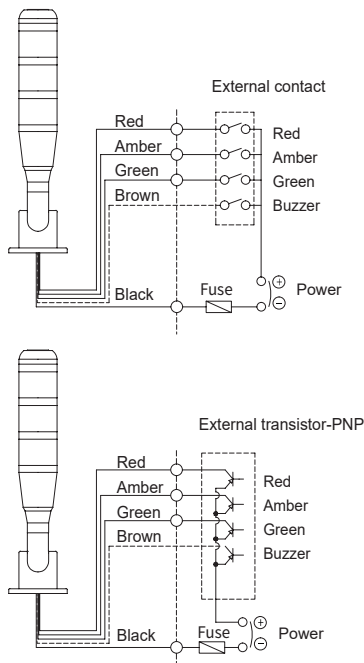 External contact
Red
Red
Amber
Amber
Green
Green
Brown
Buzzer
Black
Fuse
+
Power
−
External transistor-PNP
Red
Red
Amber
Amber
Green
Green
Brown
Buzzer
Black
Fuse
+
Power
−